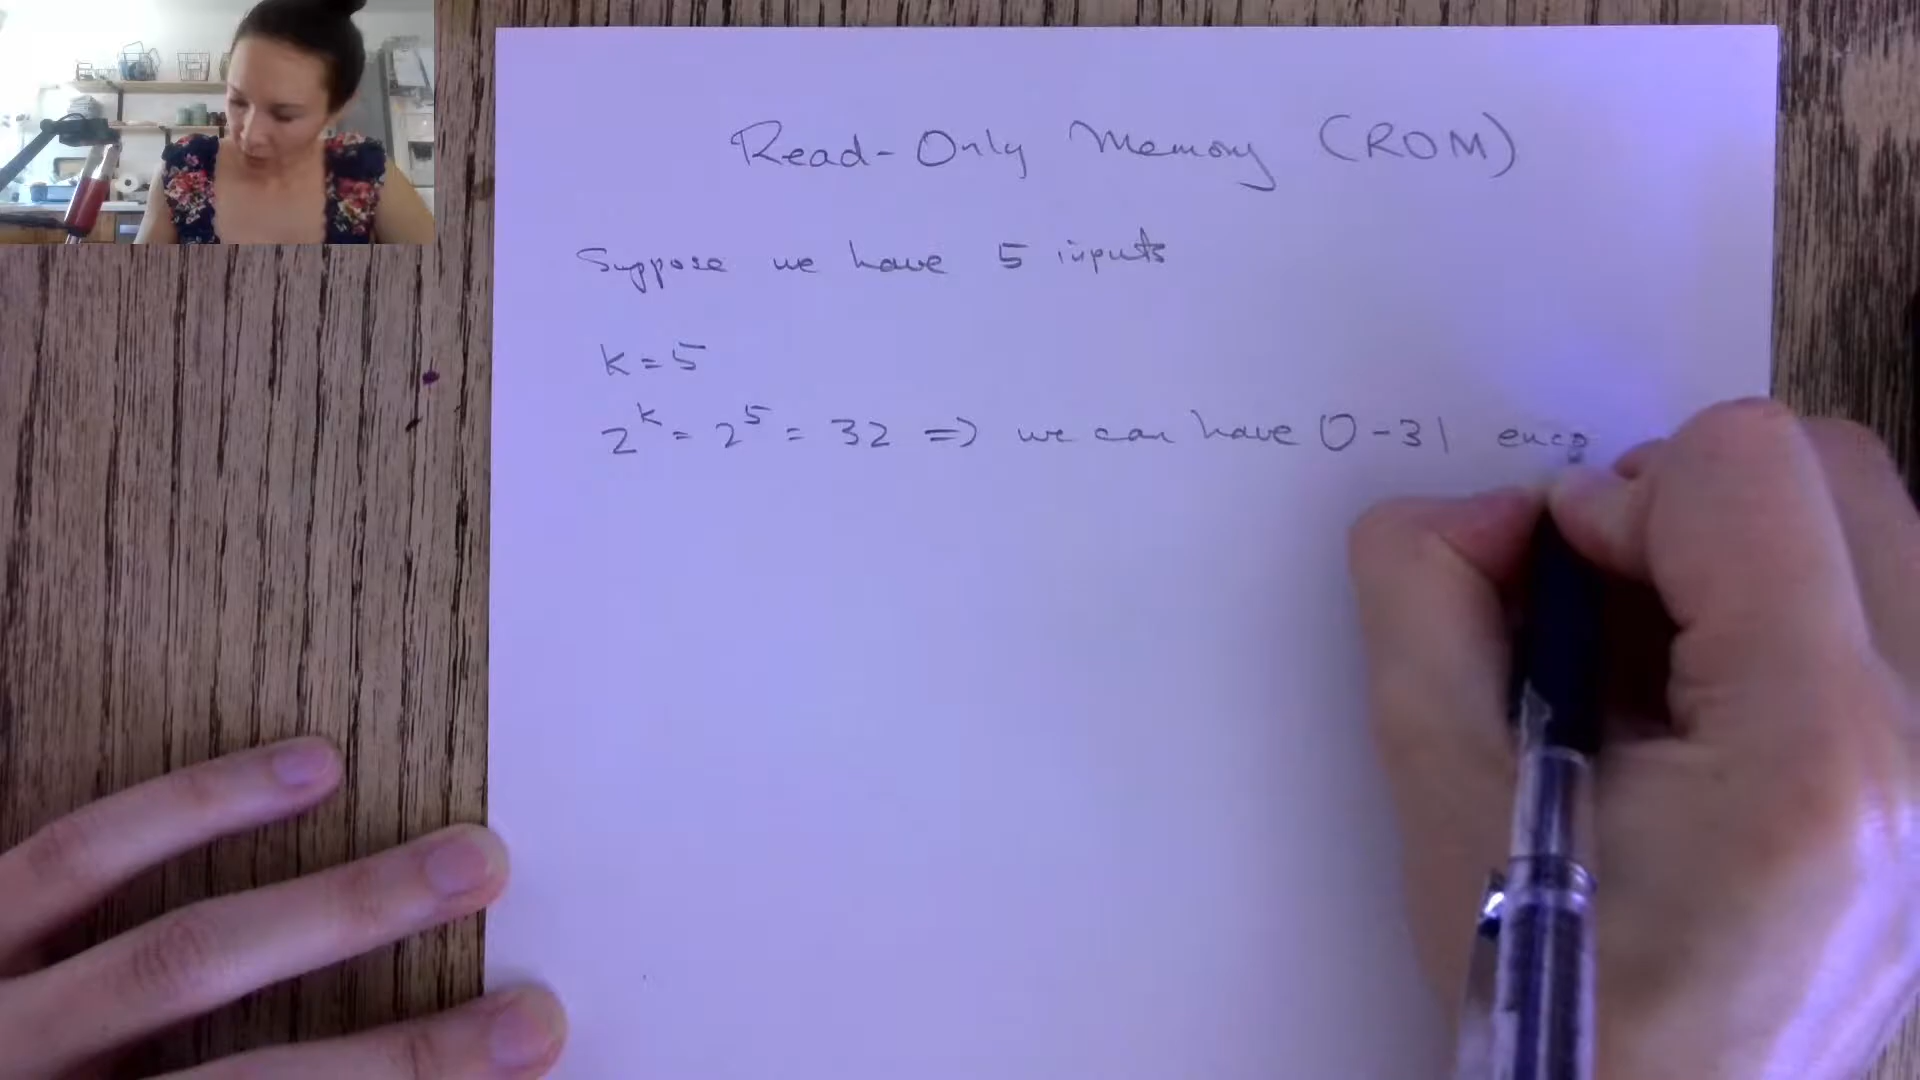 Read-Only Memory (ROM)
Suppose we have 5 inputs
k = 5
2^k = 2^5 = 32 => we can have 0-31